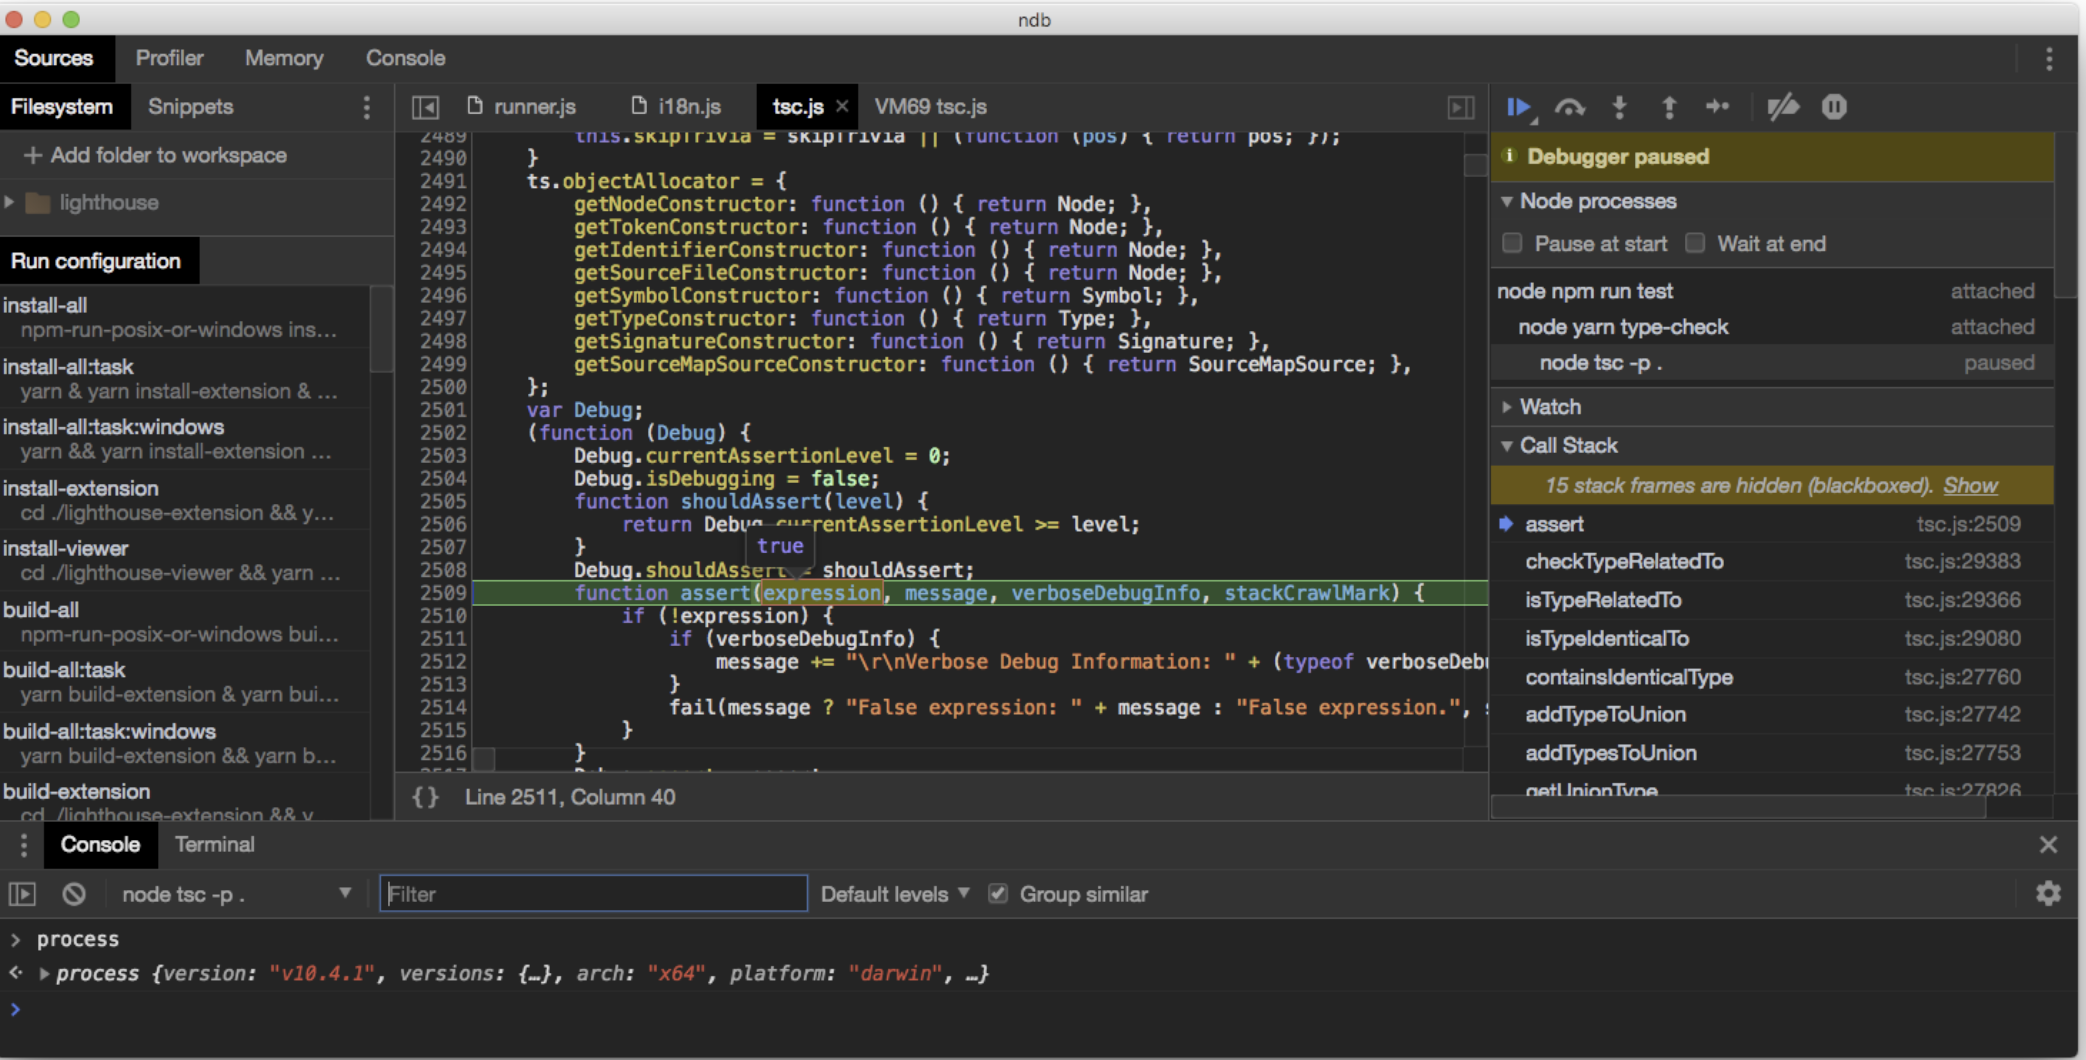 ndb
Sources Profiler Memory Console
Filesystem Snippets
+ Add folder to workspace
lighthouse
Run configuration
install-all
npm-run-posix-or-windows ins...
install-all:task
yarn & yarn install-extension & ...
install-all:task:windows
yarn && yarn install-extension ...
install-extension
cd ./lighthouse-extension && y...
install-viewer
cd ./lighthouse-viewer && yarn ...
build-all
npm-run-posix-or-windows bui...
build-all:task
yarn build-extension & yarn bui...
build-all:task:windows
yarn build-extension && yarn b...
build-extension
cd ./lighthouse-extension && y
runner.js i18n.js tsc.js × VM69 tsc.js
2489 this.skipTrivia = skipTrivia || (function (pos) { return pos; });
2490 }
2491 ts.objectAllocator = {
2492 getNodeConstructor: function () { return Node; },
2493 getTokenConstructor: function () { return Node; },
2494 getIdentifierConstructor: function () { return Node; },
2495 getSourceFileConstructor: function () { return Node; },
2496 getSymbolConstructor: function () { return Symbol; },
2497 getTypeConstructor: function () { return Type; },
2498 getSignatureConstructor: function () { return Signature; },
2499 getSourceMapSourceConstructor: function () { return SourceMapSource; },
2500 };
2501 var Debug;
2502 (function (Debug) {
2503 Debug.currentAssertionLevel = 0;
2504 Debug.isDebugging = false;
2505 function shouldAssert(level) {
2506 return Debug.currentAssertionLevel >= level;
2507 }
true
2508 Debug.shouldAssert = shouldAssert;
2509 function assert(expression, message, verboseDebugInfo, stackCrawlMark) {
2510 if (!expression) {
2511 if (verboseDebugInfo) {
2512 message += "\r\nVerbose Debug Information: " + (typeof verboseDebu
2513 }
2514 fail(message ? "False expression: " + message : "False expression.",
2515 }
2516 }
{} Line 2511, Column 40
Debugger paused
Node processes
Pause at start Wait at end
node npm run test attached
node yarn type-check attached
node tsc -p . paused
Watch
Call Stack
15 stack frames are hidden (blackboxed). Show
assert tsc.js:2509
checkTypeRelatedTo tsc.js:29383
isTypeRelatedTo tsc.js:29366
isTypeIdenticalTo tsc.js:29080
containsIdenticalType tsc.js:27760
addTypeToUnion tsc.js:27742
addTypesToUnion tsc.js:27753
getUnionType tsc.js:27826
Console Terminal
node tsc -p . Filter Default levels Group similar
> process
process {version: "v10.4.1", versions: {…}, arch: "x64", platform: "darwin", …}
>